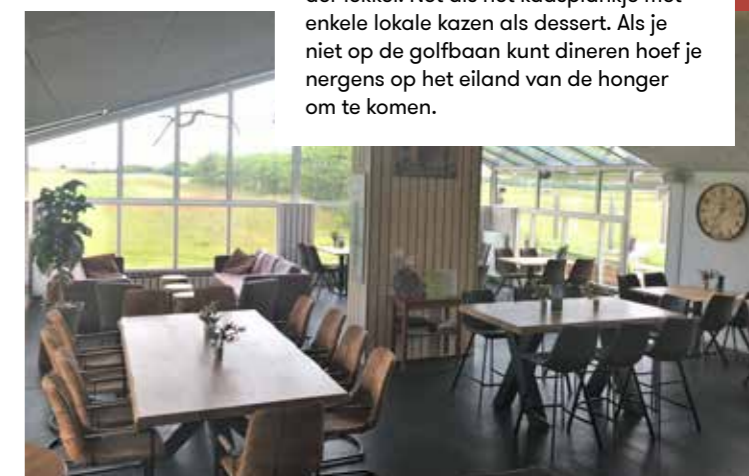 enkele lokale kazen als dessert. Als je
niet op de golfbaan kunt dineren hoef je
nergens op het eiland van de honger
om te komen.